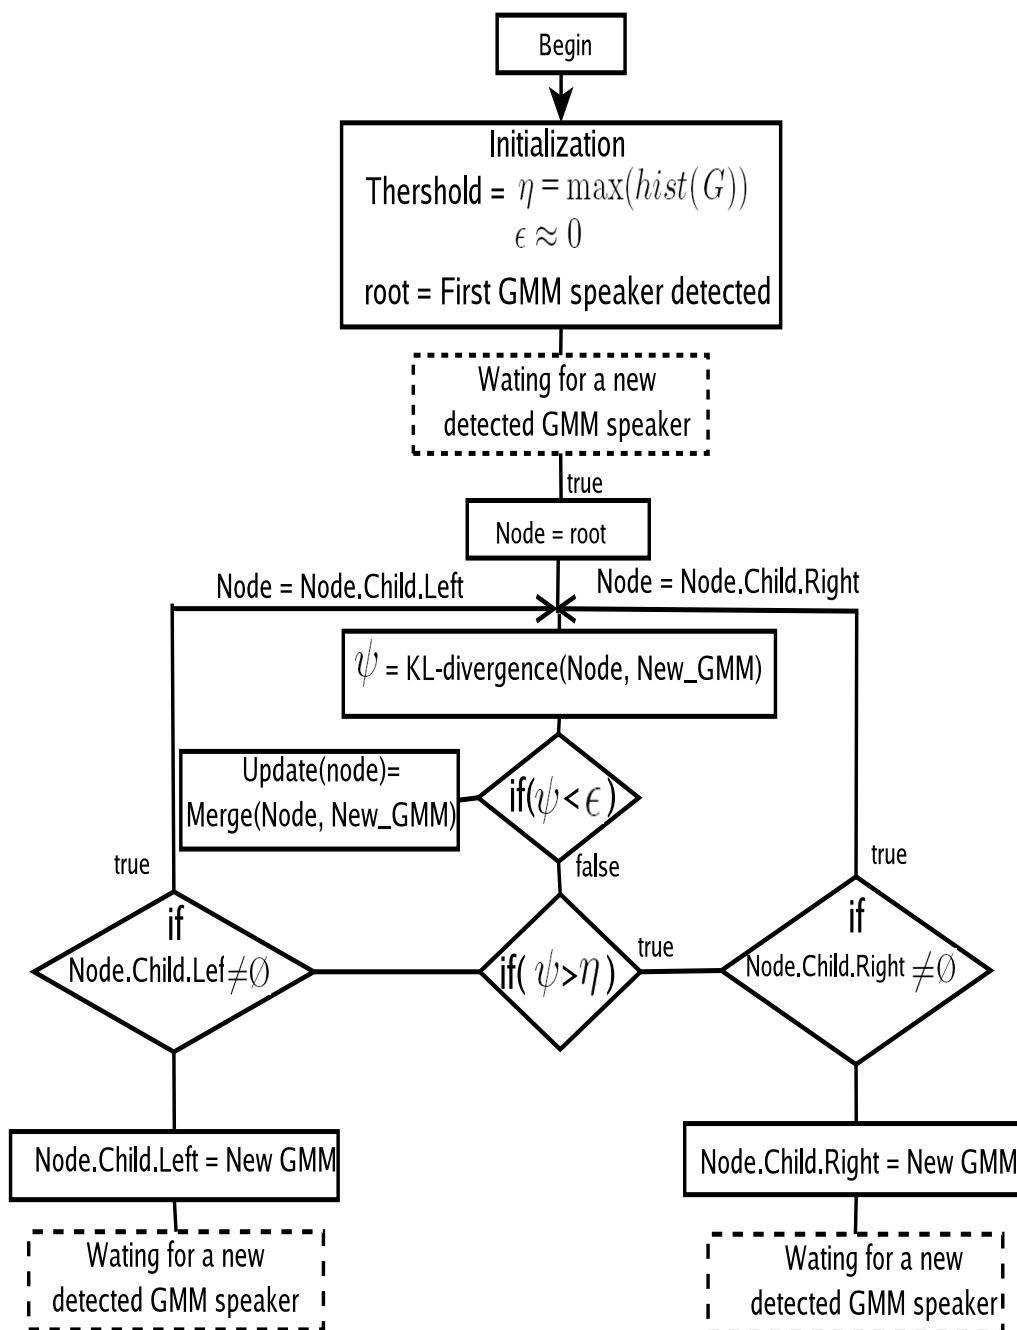 Begin
Initialization
Thershold = η = max(hist(G))
ϵ ≈ 0
root = First GMM speaker detected
Wating for a new
detected GMM speaker
true
Node = root
Node = Node.Child.Left
Node = Node.Child.Right
ψ = KL-divergence(Node, New_GMM)
Update(node)=
Merge(Node, New_GMM)
if(ψ<ϵ)
true
false
true
if
Node.Child.Lef ≠∅
if( ψ>η )
true
if
Node.Child.Right ≠∅
Node.Child.Left = New GMM
Node.Child.Right = New GMM
Wating for a new
detected GMM speaker
Wating for a new
detected GMM speaker